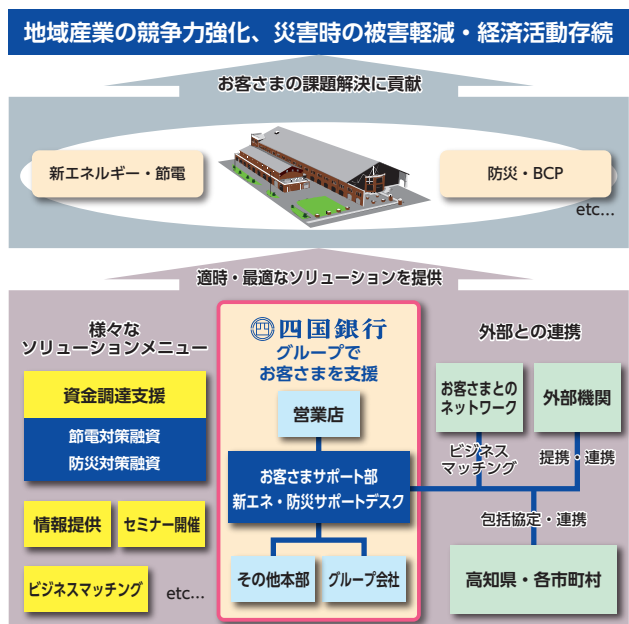 地域産業の競争力強化、災害時の被害軽減・経済活動存続
お客さまの課題解決に貢献
新エネルギー・節電
防災・BCP
etc...
適時・最適なソリューションを提供
様々な
ソリューションメニュー
資金調達支援
節電対策融資
防災対策融資
情報提供
セミナー開催
ビジネスマッチング
etc...
四国銀行
グループで
お客さまを支援
営業店
お客さまサポート部
新エネ・防災サポートデスク
その他本部
グループ会社
外部との連携
お客さまとの
ネットワーク
外部機関
ビジネス
マッチング
提携・連携
包括協定・連携
高知県・各市町村